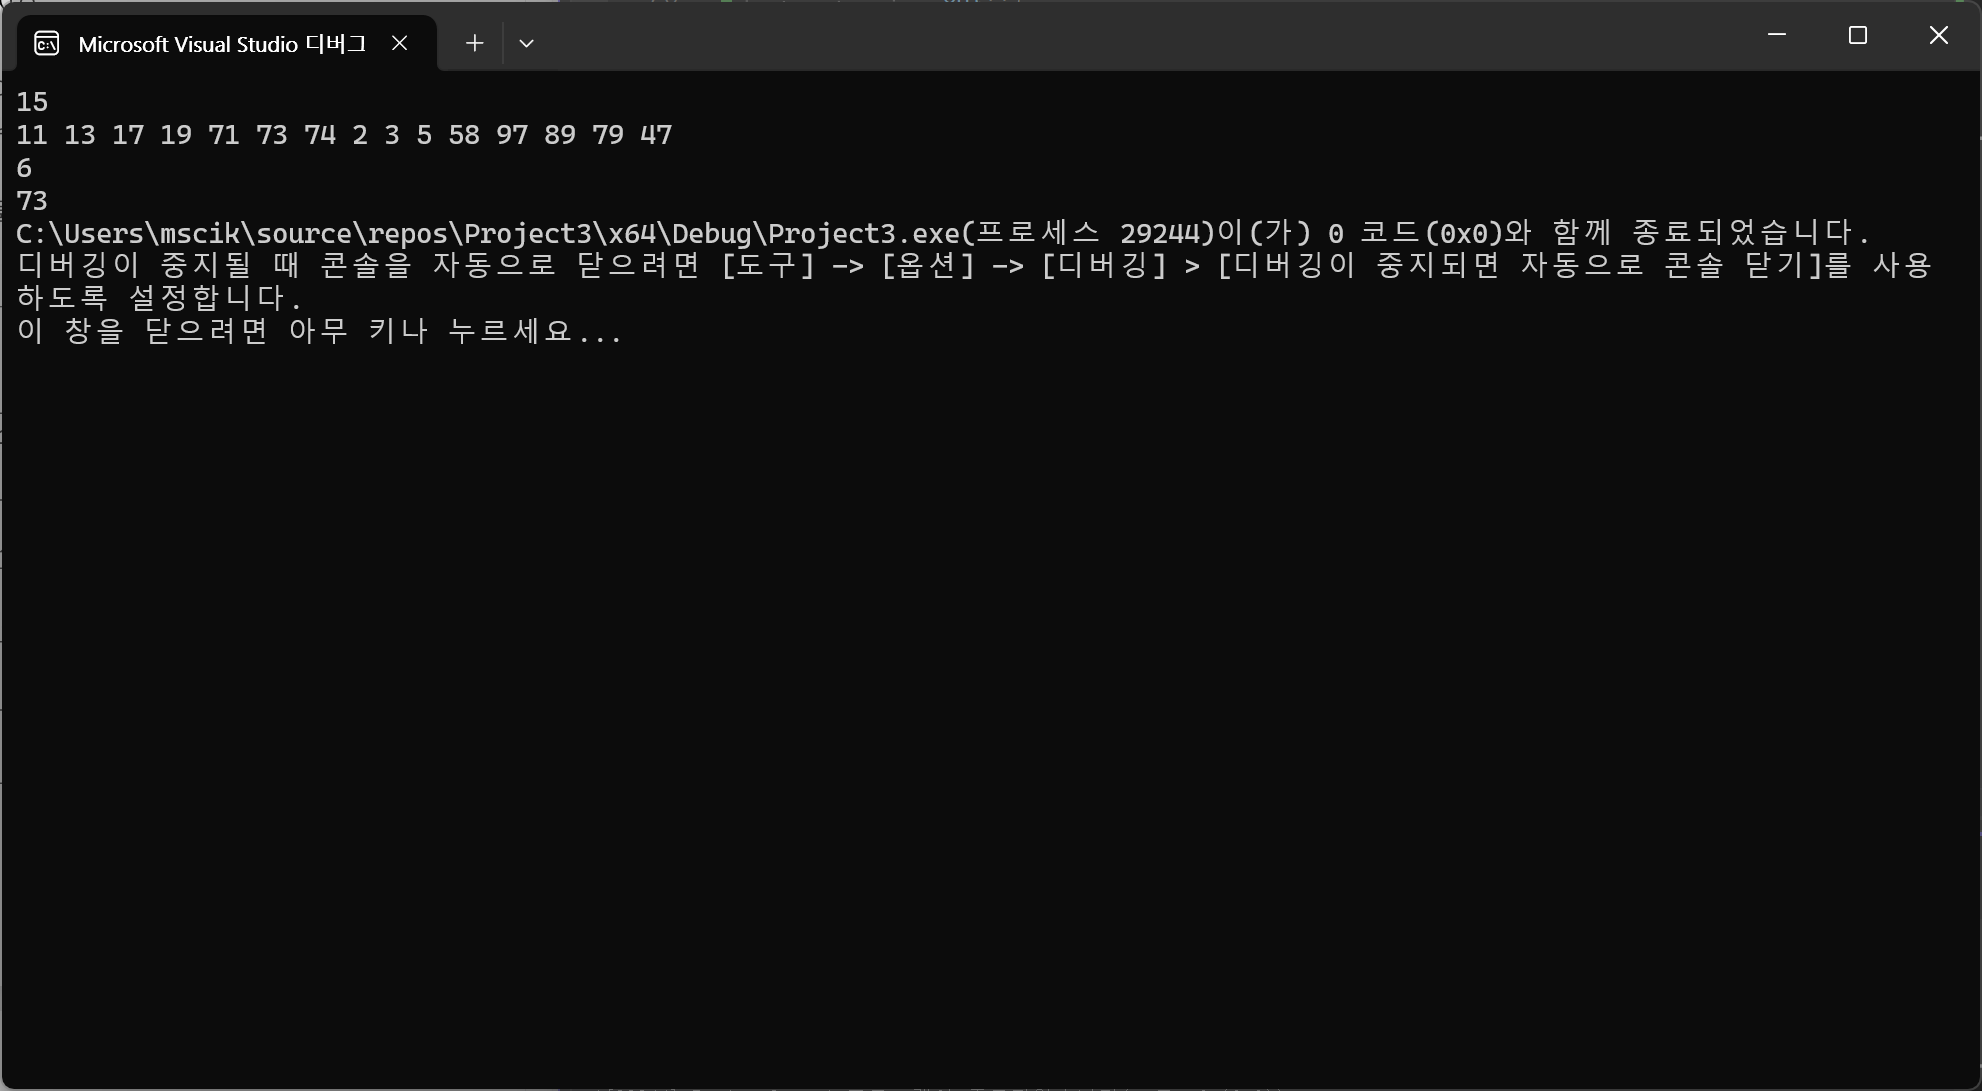 Microsoft Visual Studio 디버그
15
11 13 17 19 71 73 74 2 3 5 58 97 89 79 47
6
73
C:\Users\mscik\source\repos\Project3\x64\Debug\Project3.exe(프로세스 29244)이(가) 0 코드(0x0)와 함께 종료되었습니다.
디버깅이 중지될 때 콘솔을 자동으로 닫으려면 [도구] -> [옵션] -> [디버깅] > [디버깅이 중지되면 자동으로 콘솔 닫기]를 사용
하도록 설정합니다.
이 창을 닫으려면 아무 키나 누르세요...